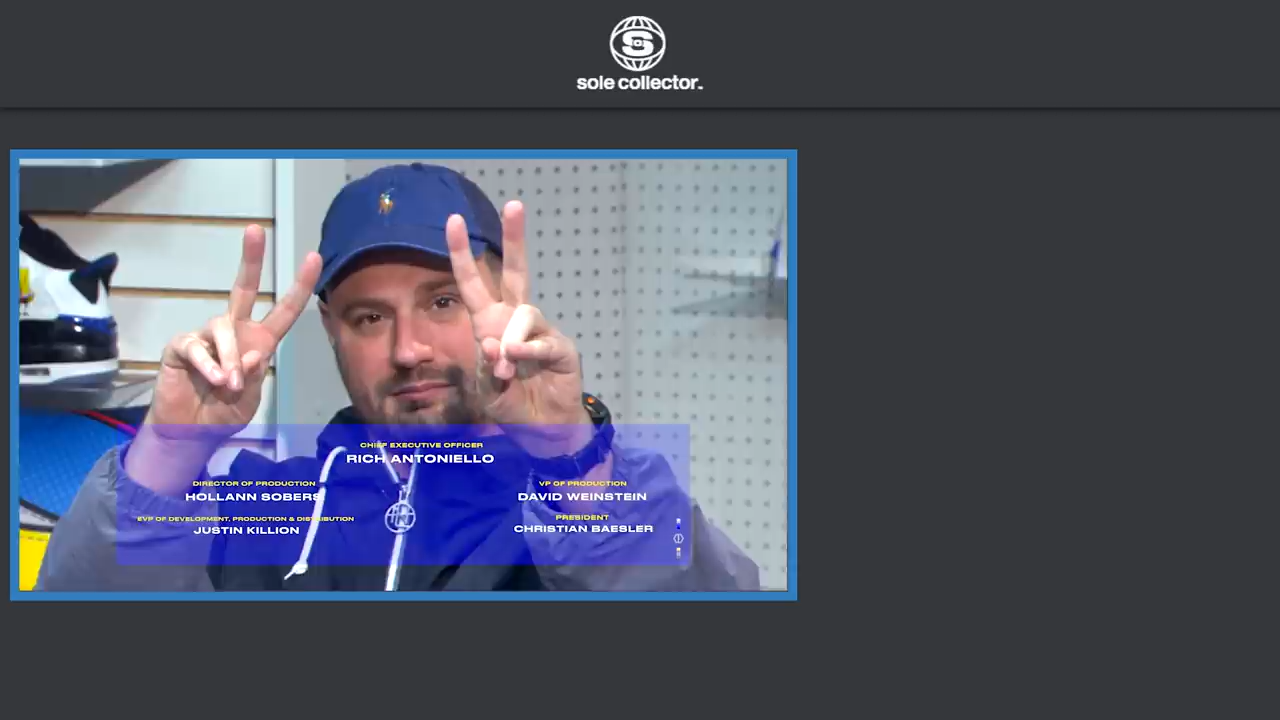 sole collector.
CHIEF EXECUTIVE OFFICER
RICH ANTONIELLO
DIRECTOR OF PRODUCTION
HOLLANN SOBERS
VP OF PRODUCTION
DAVID WEINSTEIN
EVP OF DEVELOPMENT, PRODUCTION & DISTRIBUTION
JUSTIN KILLION
PRESIDENT
CHRISTIAN BAESLER